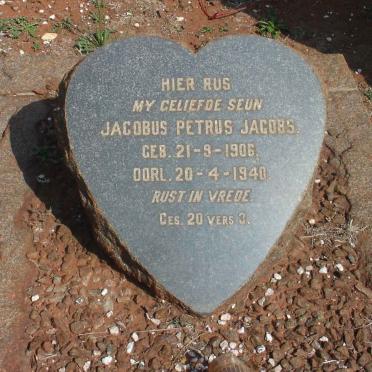 HIER RUS
MY GELIEFDE SEUN
JACOBUS PETRUS JACOBS.
GEB. 21-9-1906.
OORL. 20-4-1940.
RUST IN VREDE.
GES. 20 VERS 3.